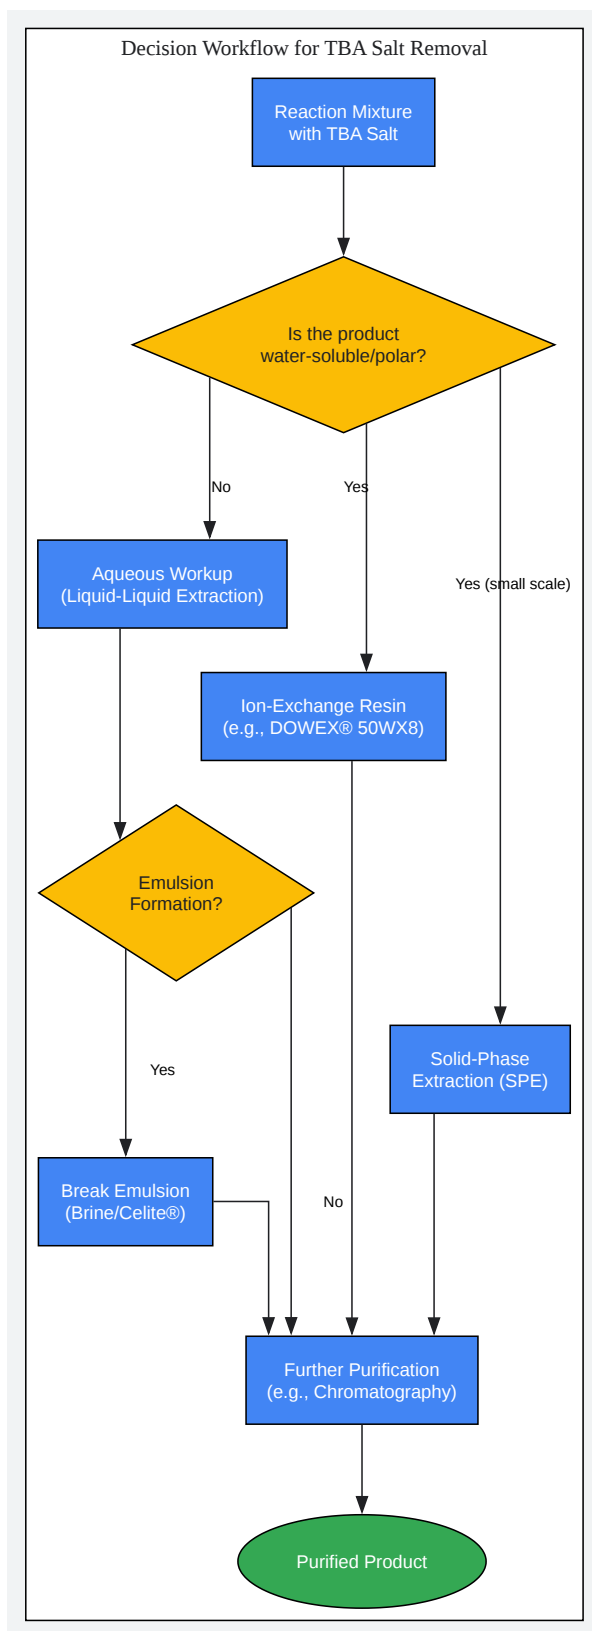 Decision Workflow for TBA Salt Removal
Reaction Mixture
with TBA Salt
Is the product
water-soluble/polar?
No
Yes
Yes (small scale)
Aqueous Workup
(Liquid-Liquid Extraction)
Ion-Exchange Resin
(e.g., DOWEX® 50WX8)
Emulsion
Formation?
Yes
Solid-Phase
Extraction (SPE)
Break Emulsion
(Brine/Celite®)
No
Further Purification
(e.g., Chromatography)
Purified Product